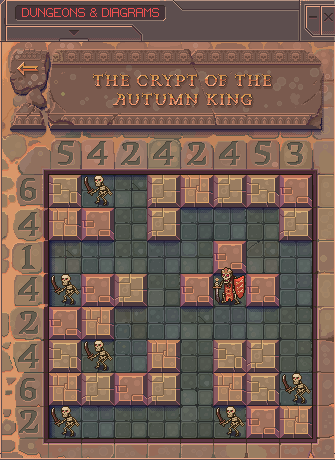 DUNGEONS & DIAGRAMS
THE CRYPT OF THE
AUTUMN KING
5 4 2 4 2 4 5 3
6
4
1
4
2
4
6
2